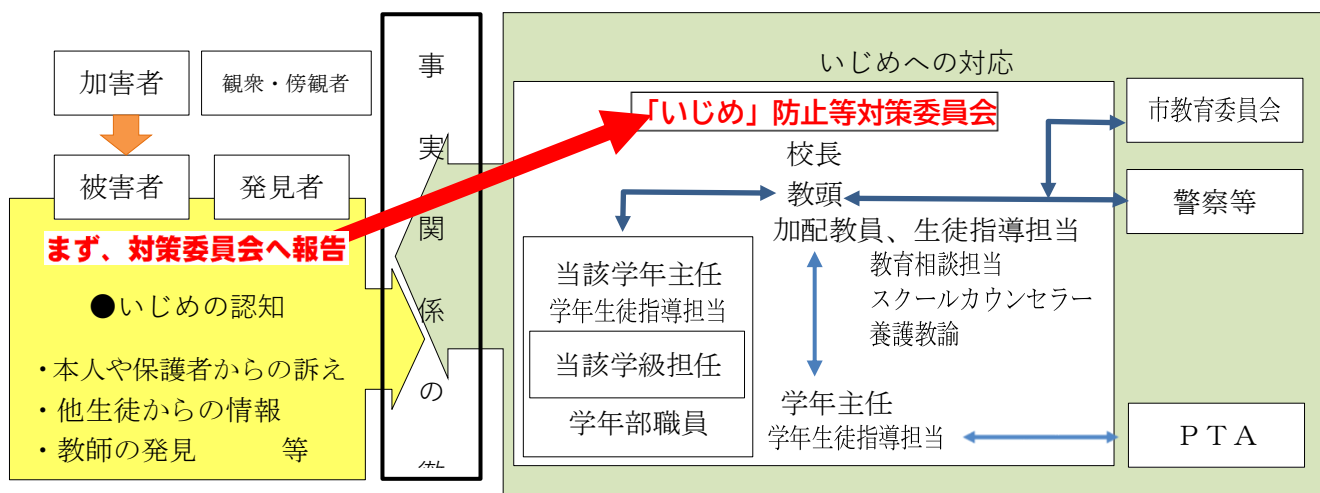 加害者
観衆・傍観者
被害者
発見者
まず、対策委員会へ報告
●いじめの認知
・本人や保護者からの訴え
・他生徒からの情報
・教師の発見　　　等
事実関係の
いじめへの対応
「いじめ」防止等対策委員会
校長
教頭
加配教員、生徒指導担当
教育相談担当
スクールカウンセラー
養護教諭
当該学年主任
学年生徒指導担当
当該学級担任
学年部職員
学年主任
学年生徒指導担当
市教育委員会
警察等
ＰＴＡ